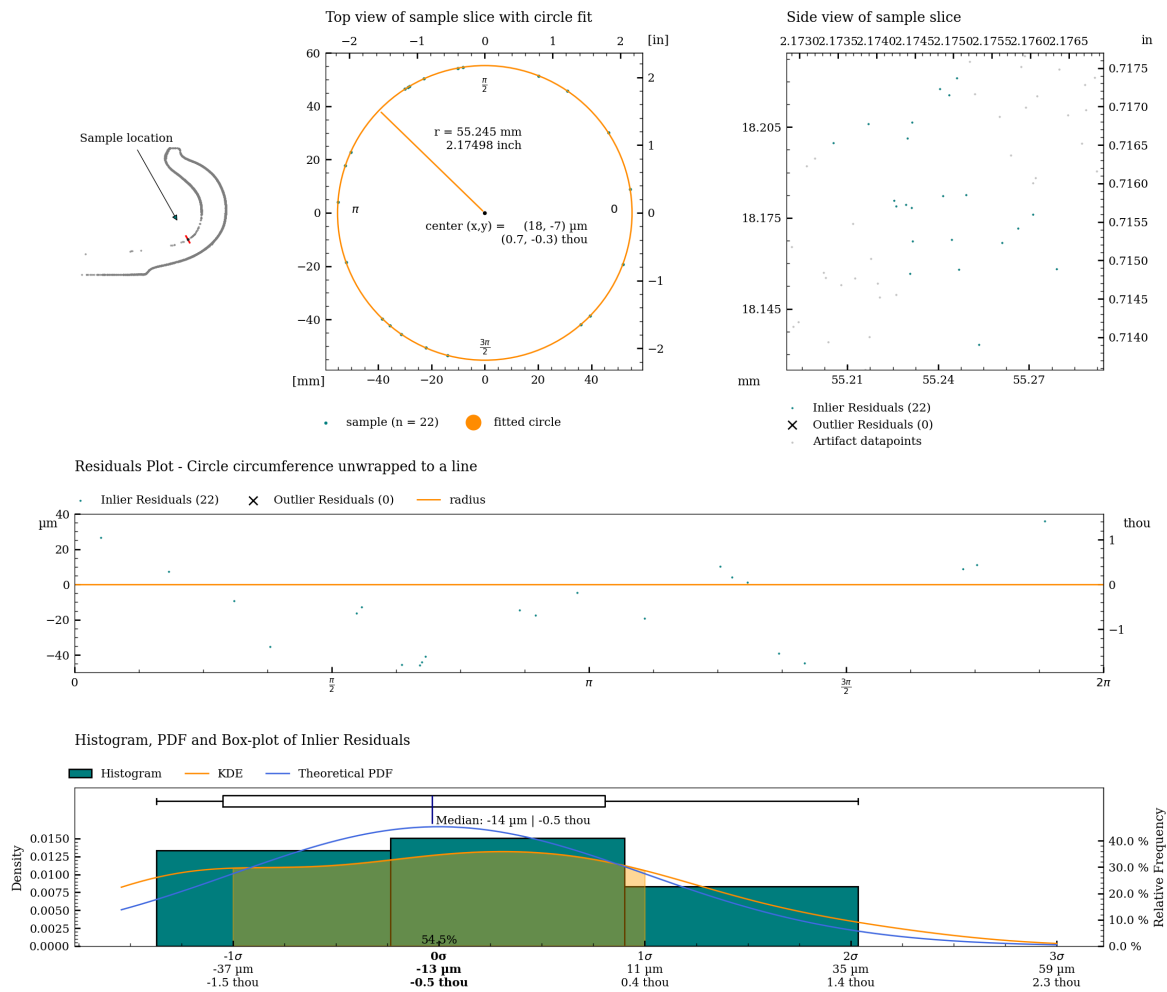 Top view of sample slice with circle fit
−2 −1 0 1 2 [in]
60
40
20
0
−20
−40
[mm]
2
1
0
−1
−2
π/2
r = 55.245 mm
2.17498 inch
π
0
center (x,y) = (18, -7) µm
(0.7, -0.3) thou
3π/2
−40 −20 0 20 40
sample (n = 22) fitted circle
Sample location
Side view of sample slice
2.1730 2.1735 2.1740 2.1745 2.1750 2.1755 2.1760 2.1765 in
18.205
18.175
18.145
0.7175
0.7170
0.7165
0.7160
0.7155
0.7150
0.7145
0.7140
mm 55.21 55.24 55.27
Inlier Residuals (22)
Outlier Residuals (0)
Artifact datapoints
Residuals Plot - Circle circumference unwrapped to a line
Inlier Residuals (22) Outlier Residuals (0) radius
µm
40
20
0
−20
−40
thou
1
0
−1
0 π/2 π 3π/2 2π
Histogram, PDF and Box-plot of Inlier Residuals
Histogram KDE Theoretical PDF
Median: -14 µm | -0.5 thou
Density
0.0150
0.0125
0.0100
0.0075
0.0050
0.0025
0.0000
Relative Frequency
40.0 %
30.0 %
20.0 %
10.0 %
0.0 %
54.5%
-1σ 0σ 1σ 2σ 3σ
-37 µm -13 µm 11 µm 35 µm 59 µm
-1.5 thou -0.5 thou 0.4 thou 1.4 thou 2.3 thou